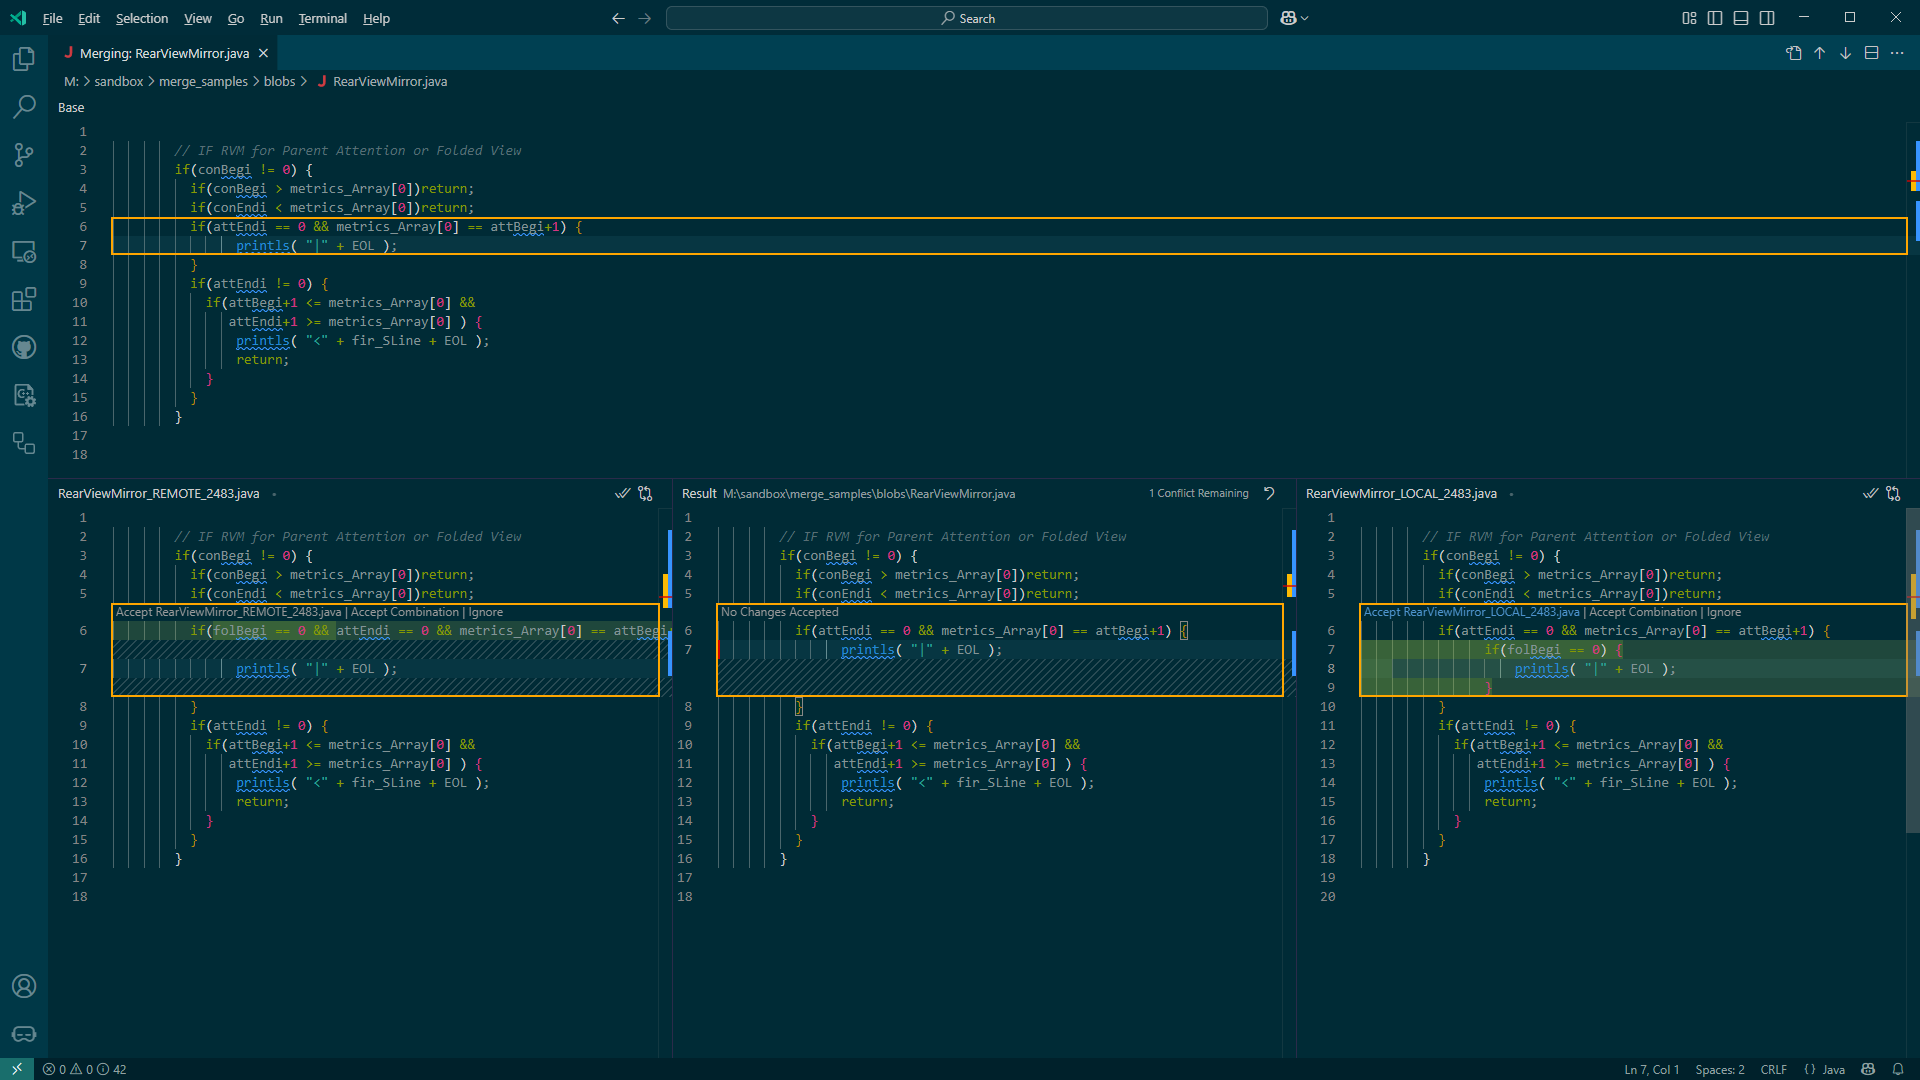 File Edit Selection View Go Run Terminal Help
Search
Merging: RearViewMirror.java
M: > sandbox > merge_samples > blobs > J RearViewMirror.java
Base
1
2 // IF RVM for Parent Attention or Folded View
3 if(conBegi != 0) {
4 if(conBegi > metrics_Array[0])return;
5 if(conEndi < metrics_Array[0])return;
6 if(attEndi == 0 && metrics_Array[0] == attBegi+1) {
7 printls( "|" + EOL );
8 }
9 if(attEndi != 0) {
10 if(attBegi+1 <= metrics_Array[0] &&
11 attEndi+1 >= metrics_Array[0] ) {
12 printls( "<" + fir_SLine + EOL );
13 return;
14 }
15 }
16 }
17
18
RearViewMirror_REMOTE_2483.java
1
2 // IF RVM for Parent Attention or Folded View
3 if(conBegi != 0) {
4 if(conBegi > metrics_Array[0])return;
5 if(conEndi < metrics_Array[0])return;
Accept RearViewMirror_REMOTE_2483.java | Accept Combination | Ignore
6 if(folBegi == 0 && attEndi == 0 && metrics_Array[0] == attBegi
7 printls( "|" + EOL );
8 }
9 if(attEndi != 0) {
10 if(attBegi+1 <= metrics_Array[0] &&
11 attEndi+1 >= metrics_Array[0] ) {
12 printls( "<" + fir_SLine + EOL );
13 return;
14 }
15 }
16 }
17
18
Result M:\sandbox\merge_samples\blobs\RearViewMirror.java 1 Conflict Remaining
1
2 // IF RVM for Parent Attention or Folded View
3 if(conBegi != 0) {
4 if(conBegi > metrics_Array[0])return;
5 if(conEndi < metrics_Array[0])return;
No Changes Accepted
6 if(attEndi == 0 && metrics_Array[0] == attBegi+1) {
7 printls( "|" + EOL );
8 }
9 if(attEndi != 0) {
10 if(attBegi+1 <= metrics_Array[0] &&
11 attEndi+1 >= metrics_Array[0] ) {
12 printls( "<" + fir_SLine + EOL );
13 return;
14 }
15 }
16 }
17
18
RearViewMirror_LOCAL_2483.java
1
2 // IF RVM for Parent Attention or Folded View
3 if(conBegi != 0) {
4 if(conBegi > metrics_Array[0])return;
5 if(conEndi < metrics_Array[0])return;
Accept RearViewMirror_LOCAL_2483.java | Accept Combination | Ignore
6 if(attEndi == 0 && metrics_Array[0] == attBegi+1) {
7 if(folBegi == 0) {
8 printls( "|" + EOL );
9 }
10 }
11 if(attEndi != 0) {
12 if(attBegi+1 <= metrics_Array[0] &&
13 attEndi+1 >= metrics_Array[0] ) {
14 printls( "<" + fir_SLine + EOL );
15 return;
16 }
17 }
18 }
19
20
0 0 42
Ln 7, Col 1 Spaces: 2 CRLF {} Java